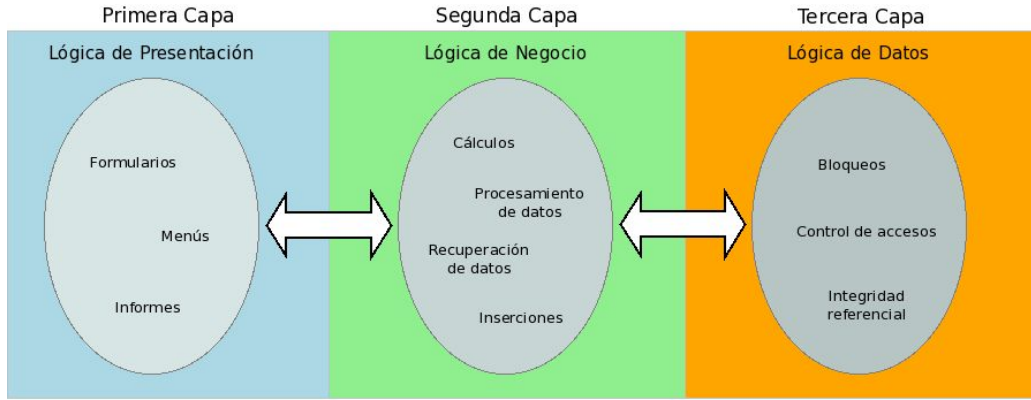 Primera Capa
Segunda Capa
Tercera Capa
Lógica de Presentación
Lógica de Negocio
Lógica de Datos
Formularios
Menús
Informes
Cálculos
Procesamiento
de datos
Recuperación
de datos
Inserciones
Bloqueos
Control de accesos
Integridad
referencial